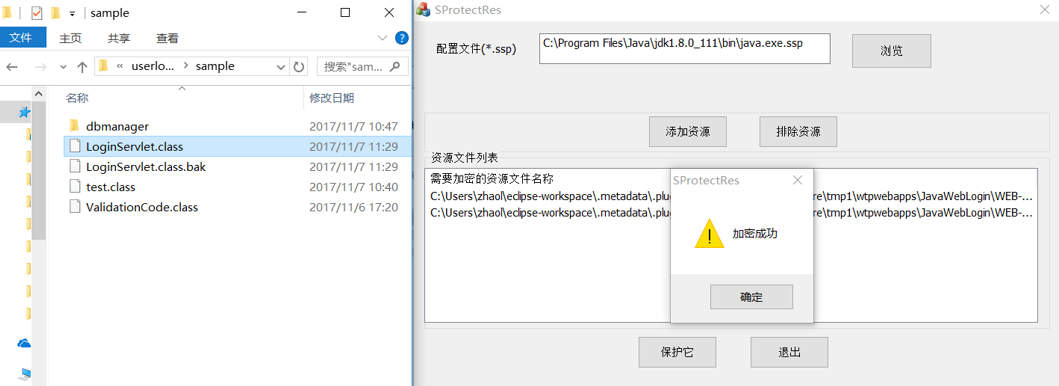 sample
文件
主页
共享
查看
userlo...
sample
搜索"sam...
名称
修改日期
dbmanager
2017/11/7 10:47
LoginServlet.class
2017/11/7 11:29
LoginServlet.class.bak
2017/11/7 11:29
test.class
2017/11/7 10:40
ValidationCode.class
2017/11/6 17:20
SProtectRes
配置文件(*.ssp)
C:\Program Files\Java\jdk1.8.0_111\bin\java.exe.ssp
浏览
添加资源
排除资源
资源文件列表
需要加密的资源文件名称
C:\Users\zhaol\eclipse-workspace\.metadata\.plu
re\tmp1\wtpwebapps\JavaWebLogin\WEB-...
C:\Users\zhaol\eclipse-workspace\.metadata\.plu
re\tmp1\wtpwebapps\JavaWebLogin\WEB-...
SProtectRes
加密成功
确定
保护它
退出